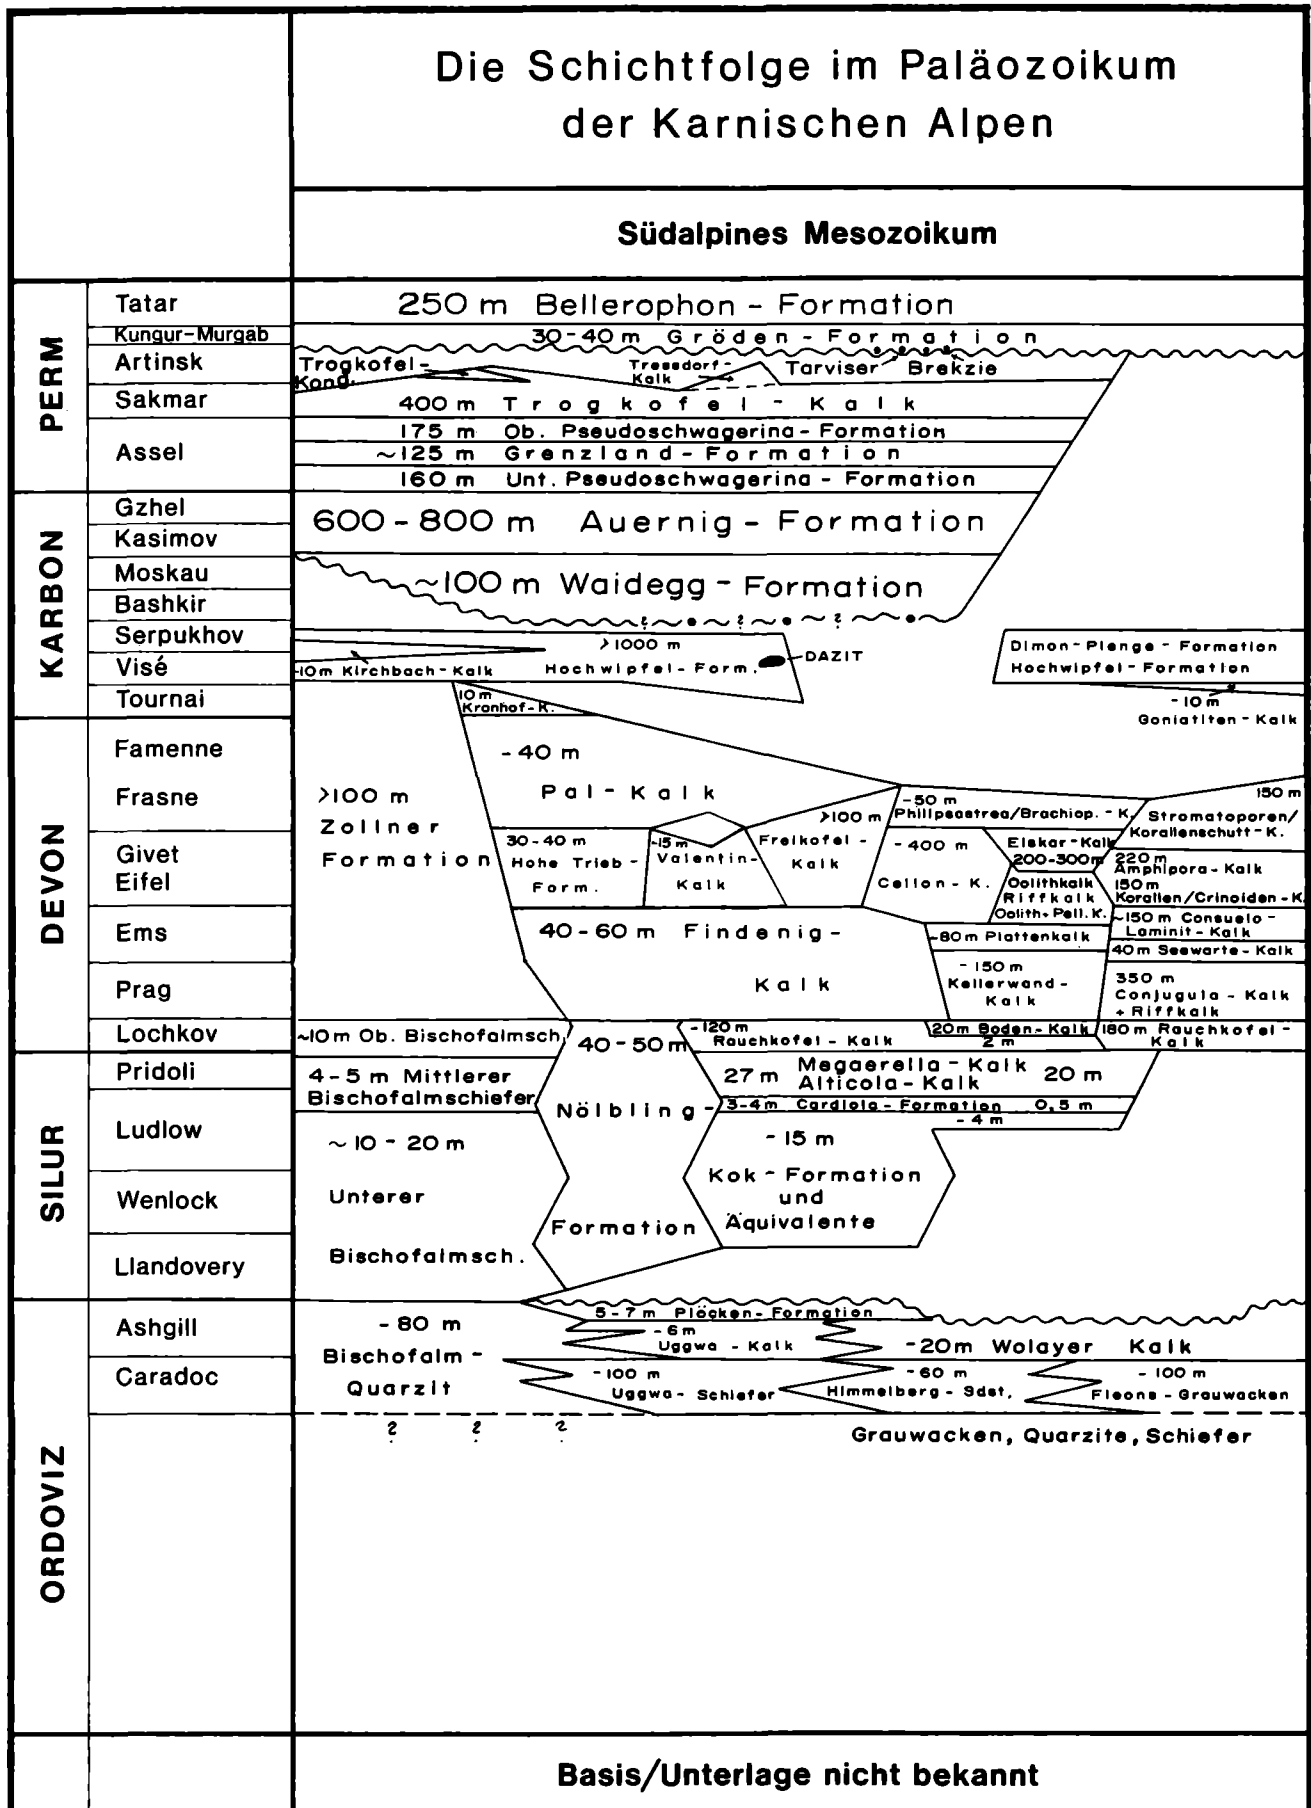 Die Schichtfolge im Paläozoikum
der Karnischen Alpen
Südalpines Mesozoikum
PERM
Tatar
250 m Bellerophon - Formation
Kungur-Murgab
30-40 m Gröden - Formation
Artinsk
Trogkofel-
Kong.
Tressdorf-
Kalk
Tarviser Brekzie
Sakmar
400 m Trogkofel - Kalk
Assel
175 m Ob. Pseudoschwagerina - Formation
~125 m Grenzland - Formation
160 m Unt. Pseudoschwagerina - Formation
KARBON
Gzhel
Kasimov
600 - 800 m Auernig - Formation
Moskau
Bashkir
~100 m Waidegg - Formation
? ? ? ?
Serpukhov
Visé
Tournai
>1000 m
Hochwipfel - Form.
-10m Kirchbach - Kalk
DAZIT
Dimon - Plenge - Formation
Hochwipfel - Formation
-10 m
Goniatiten - Kalk
10 m
Kronhof - K.
DEVON
Famenne
Frasne
Givet
Eifel
Ems
Prag
Lochkov
>100 m
Zollner
Formation
- 40 m
Pal - Kalk
30-40 m
Hohe Trieb -
Form.
-15 m
Valentin-
Kalk
>100 m
Freikofel -
Kalk
-50 m
Philipsastrea/Brachiop. - K.
- 400 m
Cellon - K.
Eiskar-Kalk
200-300m
Oolithkalk
Riffkalk
Oolith+ Pell. K.
150 m
Stromatoporen/
Korallenschutt - K.
220 m
Amphipora - Kalk
150 m
Korallen/Crinoiden - K.
~150 m Consuelo -
Laminit - Kalk
40 m Seewarte - Kalk
350 m
Conjugula - Kalk
+ Riffkalk
40 - 60 m Findenig -
Kalk
-80 m Plattenkalk
- 150 m
Kellerwand -
Kalk
~10 m Ob. Bischofalmsch.
-120 m
Rauchkofel - Kalk
20m Boden - Kalk
2 m
180 m Rauchkofel -
Kalk
SILUR
Pridoli
Ludlow
Wenlock
Llandovery
4-5 m Mittlerer
Bischofalmschiefer
~ 10 - 20 m
Unterer
Bischofalmsch.
40 - 50 m
Nölbling -
Formation
27 m Megaerella - Kalk
Alticola - Kalk 20 m
3-4 m Cardiola - Formation 0,5 m
- 4 m
- 15 m
Kok - Formation
und
Äquivalente
ORDOVIZ
Ashgill
Caradoc
- 80 m
Bischofalm -
Quarzit
5 - 7 m Plöcken - Formation
- 6 m
Uggwa - Kalk
-20 m Wolayer Kalk
-100 m
Uggwa - Schiefer
- 60 m
Himmelberg - Sdst.
- 100 m
Fleons - Grauwacken
? ? ?
Grauwacken, Quarzite, Schiefer
Basis/Unterlage nicht bekannt